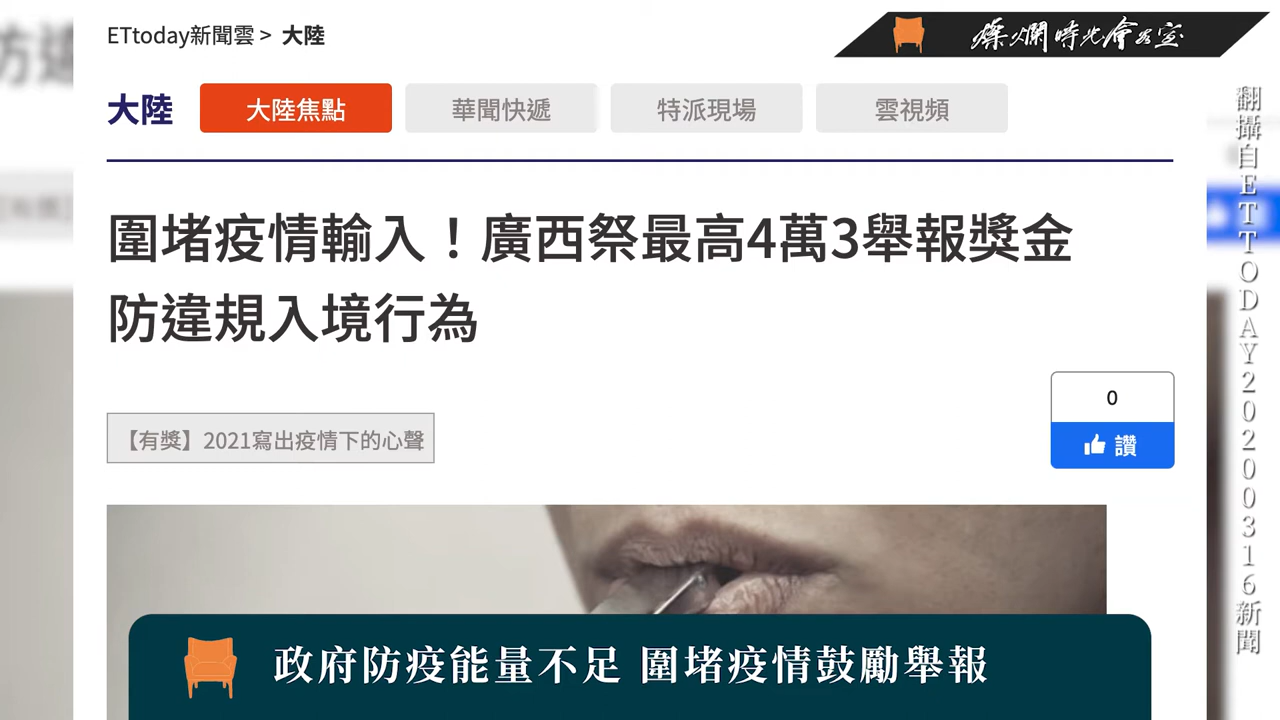 ETtoday新聞雲 > 大陸
燦爛時光會客室
大陸 大陸焦點 華聞快遞 特派現場 雲視頻
圍堵疫情輸入！廣西祭最高4萬3舉報獎金
防違規入境行為
0
【有獎】2021寫出疫情下的心聲
讚
政府防疫能量不足 圍堵疫情鼓勵舉報
翻攝自ETTODAY20200316新聞